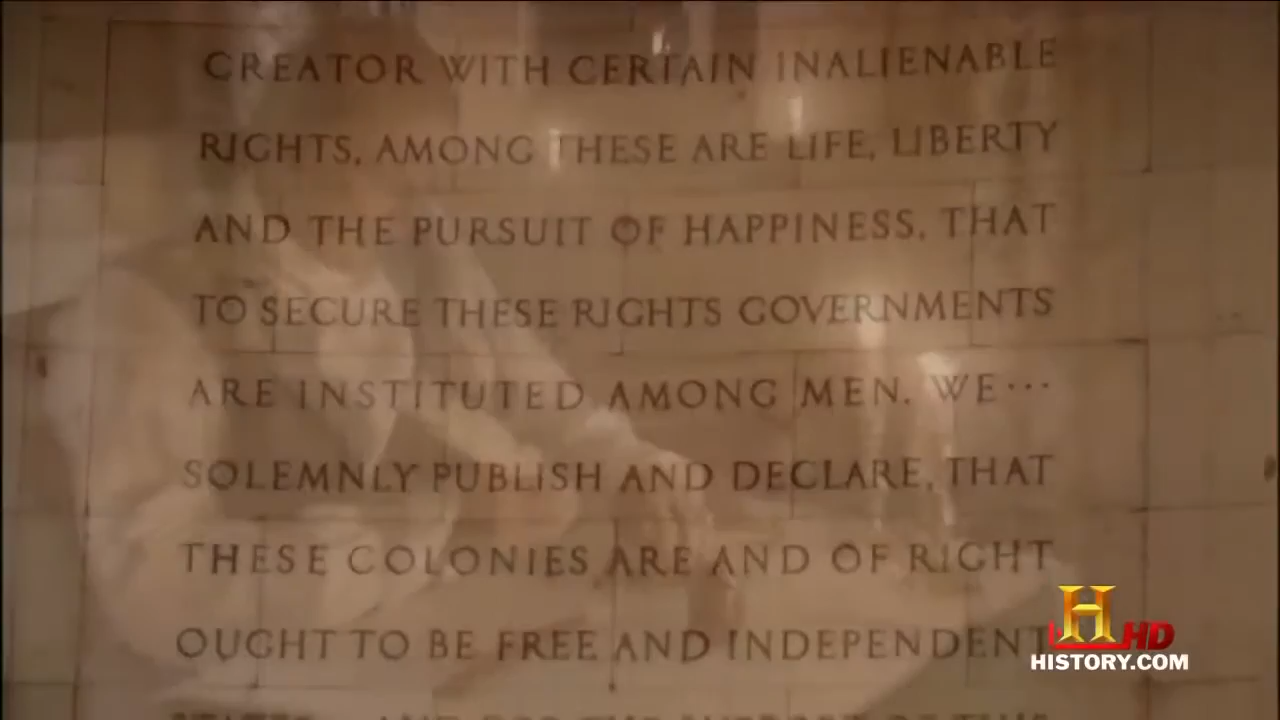 CREATOR WITH CERTAIN INALIENABLE
RIGHTS, AMONG THESE ARE LIFE, LIBERTY
AND THE PURSUIT OF HAPPINESS, THAT
TO SECURE THESE RIGHTS GOVERNMENTS
ARE INSTITUTED AMONG MEN. WE···
SOLEMNLY PUBLISH AND DECLARE, THAT
THESE COLONIES ARE AND OF RIGHT
OUGHT TO BE FREE AND INDEPENDENT
H HD
HISTORY.COM